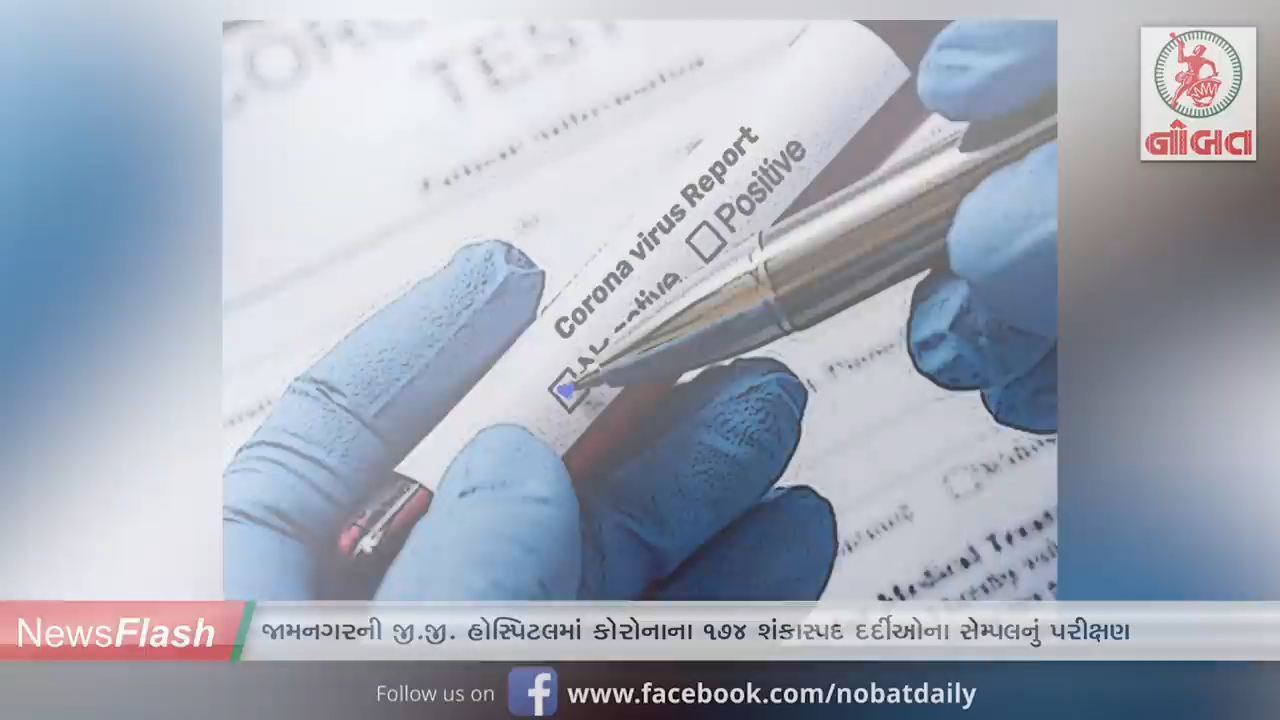 TEST
Corona virus Report
Positive
નોબત
NewsFlash
જામનગરની જી.જી. હોસ્પિટલમાં કોરોનાના ૧૭૪ શંકાસ્પદ દર્દીઓના સેમ્પલનું પરીક્ષણ
Follow us on f www.facebook.com/nobatdaily